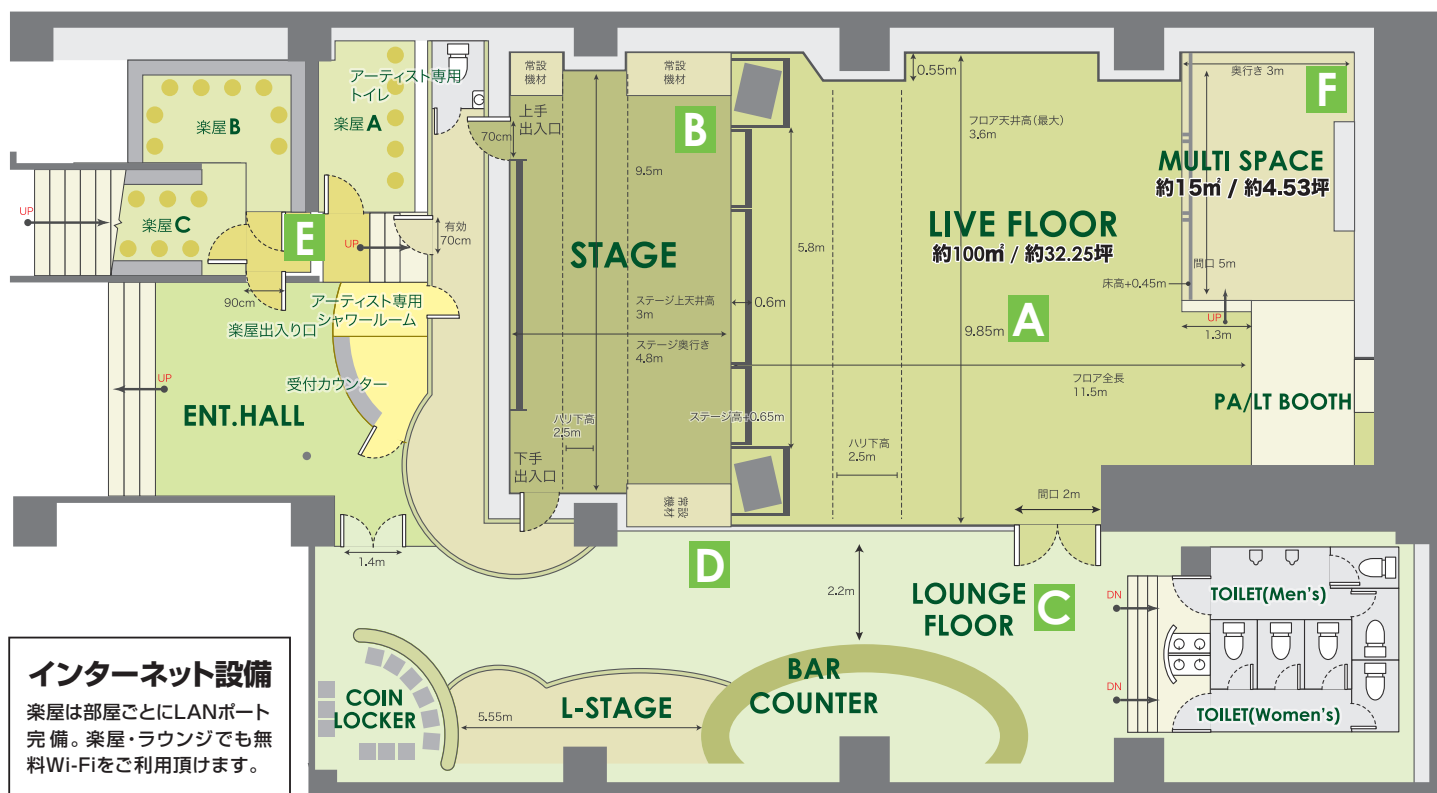 アーティスト専用
トイレ
楽屋A
楽屋B
楽屋C
UP
E
UP
有効
70cm
90cm
楽屋出入り口
アーティスト専用
シャワールーム
受付カウンター
UP
ENT.HALL
1.4m
常設
機材
常設
機材
上手
出入口
70cm
B
9.5m
STAGE
ステージ上天井高
3m
ステージ奥行き
4.8m
ハリ下高
2.5m
下手
出入口
常設
機材
ステージ高+0.65m
0.6m
5.8m
0.55m
フロア天井高(最大)
3.6m
LIVE FLOOR
約100㎡ / 約32.25坪
A
9.85m
フロア全長
11.5m
ハリ下高
2.5m
間口 2m
奥行き 3m
F
MULTI SPACE
約15㎡ / 約4.53坪
間口 5m
床高+0.45m
UP
1.3m
PA/LT BOOTH
D
2.2m
LOUNGE
FLOOR
C
DN
TOILET(Men's)
DN
TOILET(Women's)
BAR
COUNTER
L-STAGE
5.55m
COIN
LOCKER
インターネット設備
楽屋は部屋ごとにLANポート
完備。楽屋・ラウンジでも無
料Wi-Fiをご利用頂けます。